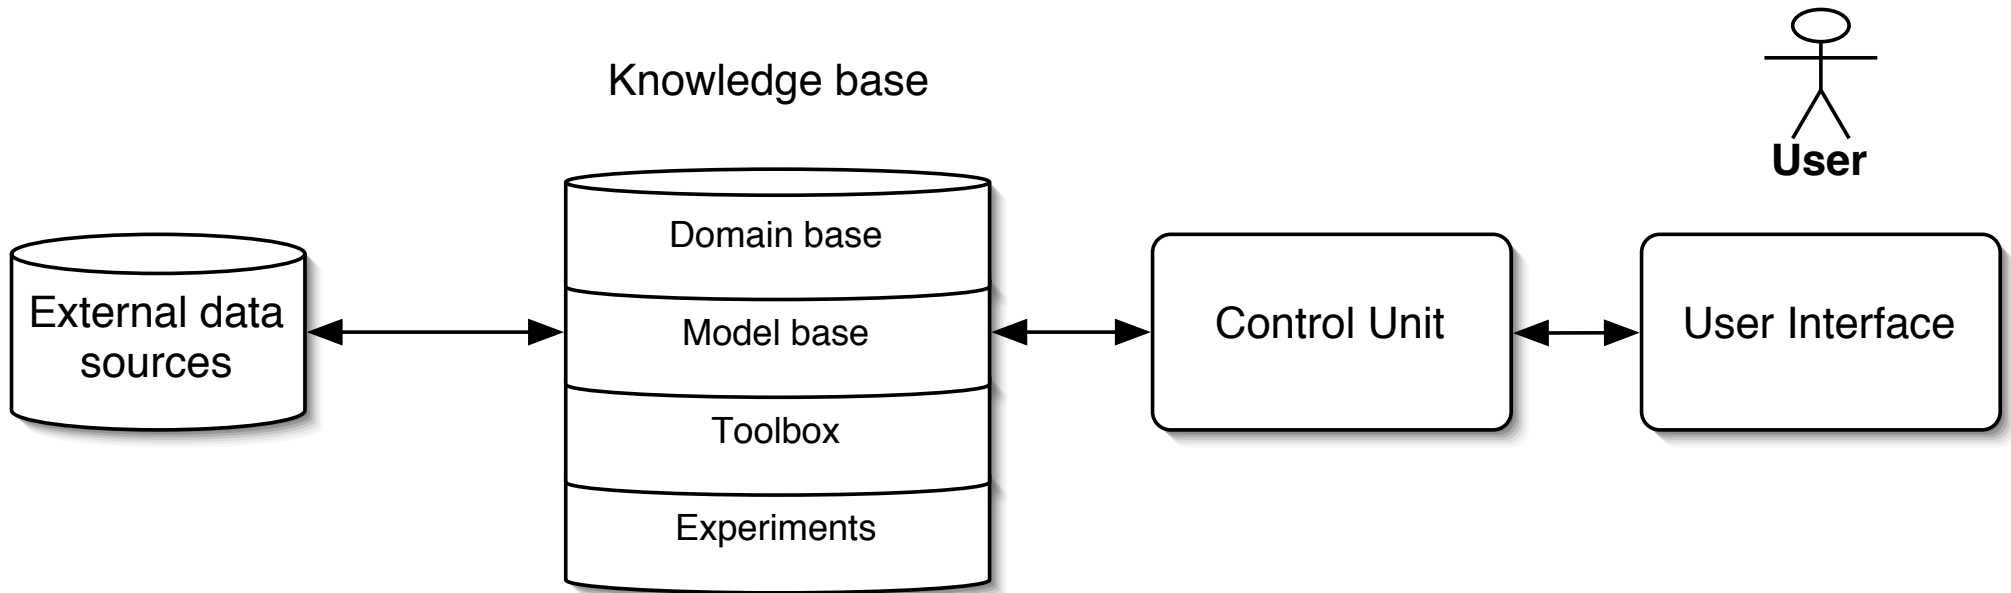 Knowledge base
User
External data
sources
Domain base
Model base
Toolbox
Experiments
Control Unit
User Interface